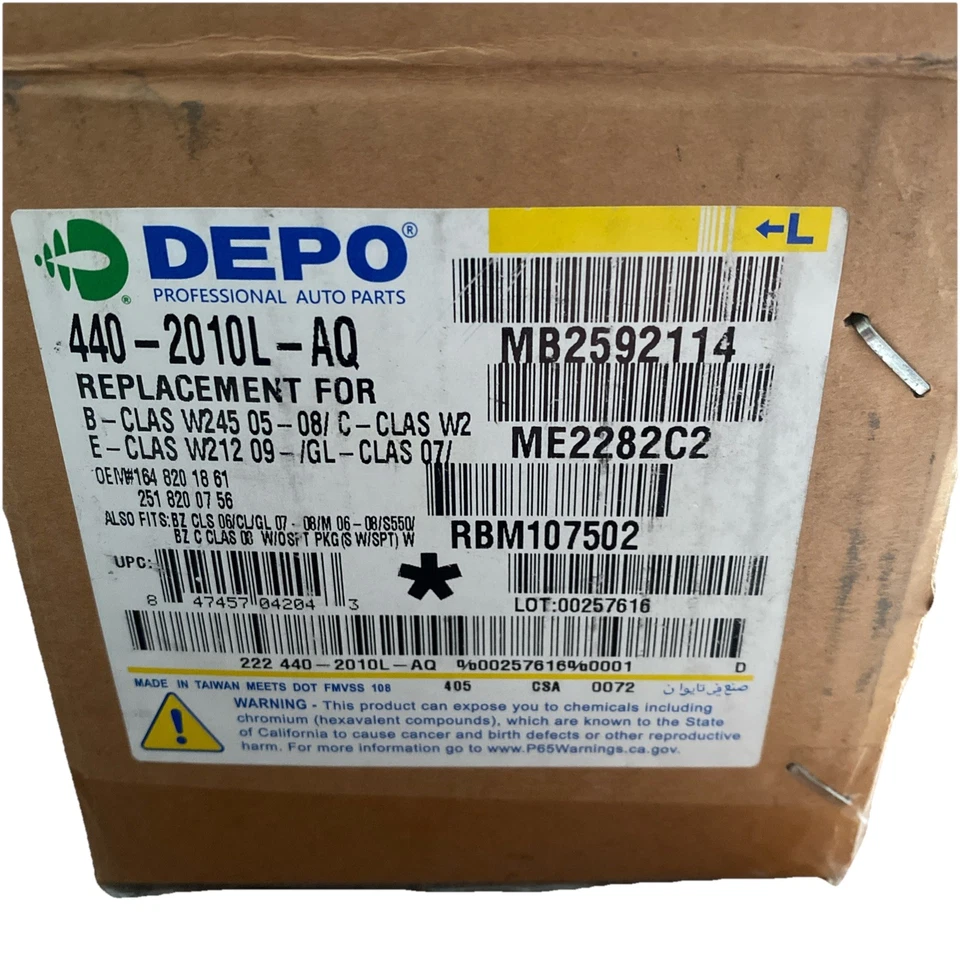 DEPO®
PROFESSIONAL AUTO PARTS
®
←L
440-2010L-AQ
REPLACEMENT FOR
B-CLAS W245 05-08/ C-CLAS W2
E-CLAS W212 09-/GL-CLAS 07/
OEM#164 820 18 61
251 820 07 56
ALSO FITS:BZ CLS 06/CL/GL 07-08/M 06-08/S550/
BZ C CLAS 08 W/OSPT PKG(S W/SPT) W
MB2592114
ME2282C2
RBM107502
UPC:
8 47457 04204 3
*
LOT:00257616
222 440-2010L-AQ %00257616%0001 D
MADE IN TAIWAN MEETS DOT FMVSS 108 405 CSA 0072 صنع في تايوان
WARNING - This product can expose you to chemicals including
chromium (hexavalent compounds), which are known to the State
of California to cause cancer and birth defects or other reproductive
harm. For more information go to www.P65Warnings.ca.gov.